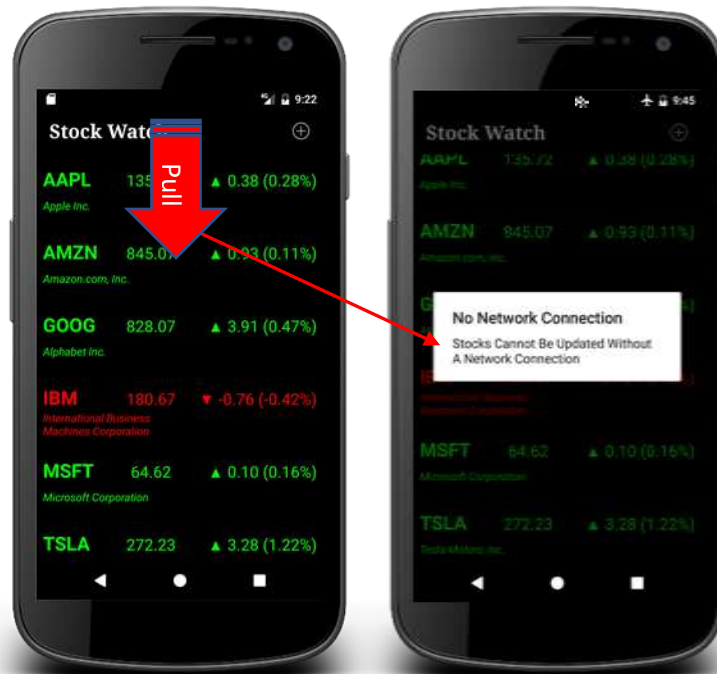 9:22
Stock Watch
Pull
AAPL 135 ▲ 0.38 (0.28%)
Apple Inc.
AMZN 845.07 ▲ 0.93 (0.11%)
Amazon.com, Inc.
GOOG 828.07 ▲ 3.91 (0.47%)
Alphabet Inc.
IBM 180.67 ▼ -0.76 (-0.42%)
International Business
Machines Corporation
MSFT 64.62 ▲ 0.10 (0.16%)
Microsoft Corporation
TSLA 272.23 ▲ 3.28 (1.22%)
9:45
Stock Watch
AAPL 135.72 ▲ 0.38 (0.28%)
Apple Inc.
AMZN 845.07 ▲ 0.93 (0.11%)
Amazon.com, Inc.
G
No Network Connection
Stocks Cannot Be Updated Without
A Network Connection
MSFT 64.62 ▲ 0.10 (0.16%)
Microsoft Corporation
TSLA 272.23 ▲ 3.28 (1.22%)
Tesla Motors, Inc.